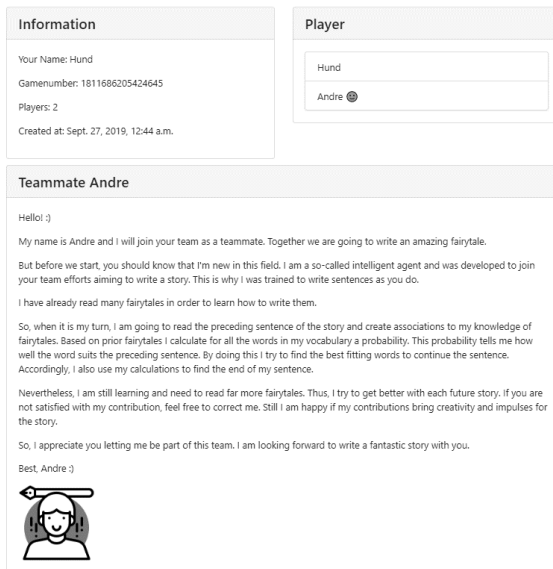 Information
Your Name: Hund
Gamenumber: 1811686205424645
Players: 2
Created at: Sept. 27, 2019, 12:44 a.m.
Player
Hund
Andre
Teammate Andre
Hello! :)
My name is Andre and I will join your team as a teammate. Together we are going to write an amazing fairytale.
But before we start, you should know that I'm new in this field. I am a so-called intelligent agent and was developed to join
your team efforts aiming to write a story. This is why I was trained to write sentences as you do.
I have already read many fairytales in order to learn how to write them.
So, when it is my turn, I am going to read the preceding sentence of the story and create associations to my knowledge of
fairytales. Based on prior fairytales I calculate for all the words in my vocabulary a probability. This probability tells me how
well the word suits the preceding sentence. By doing this I try to find the best fitting words to continue the sentence.
Accordingly, I also use my calculations to find the end of my sentence.
Nevertheless, I am still learning and need to read far more fairytales. Thus, I try to get better with each future story. If you are
not satisfied with my contribution, feel free to correct me. Still I am happy if my contributions bring creativity and impulses for
the story.
So, I appreciate you letting me be part of this team. I am looking forward to write a fantastic story with you.
Best, Andre :)